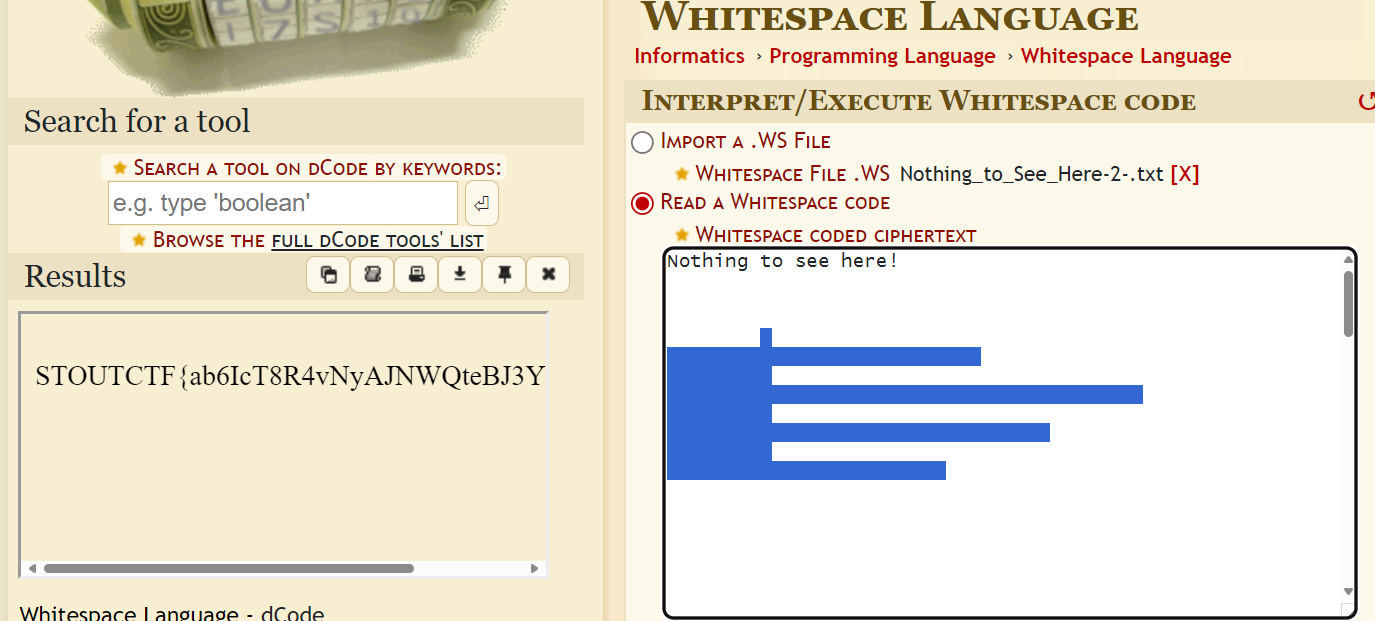 Search for a tool
★ Search a tool on dCode by keywords:
e.g. type 'boolean'
★ Browse the full dCode tools' list
Results
STOUTCTF{ab6IcT8R4vNyAJNWQteBJ3Y
Whitespace Language - dCode
Whitespace Language
Informatics › Programming Language › Whitespace Language
Interpret/Execute Whitespace code
Import a .WS File
★ Whitespace File .WS Nothing_to_See_Here-2-.txt [X]
Read a Whitespace code
★ Whitespace coded ciphertext
Nothing to see here!